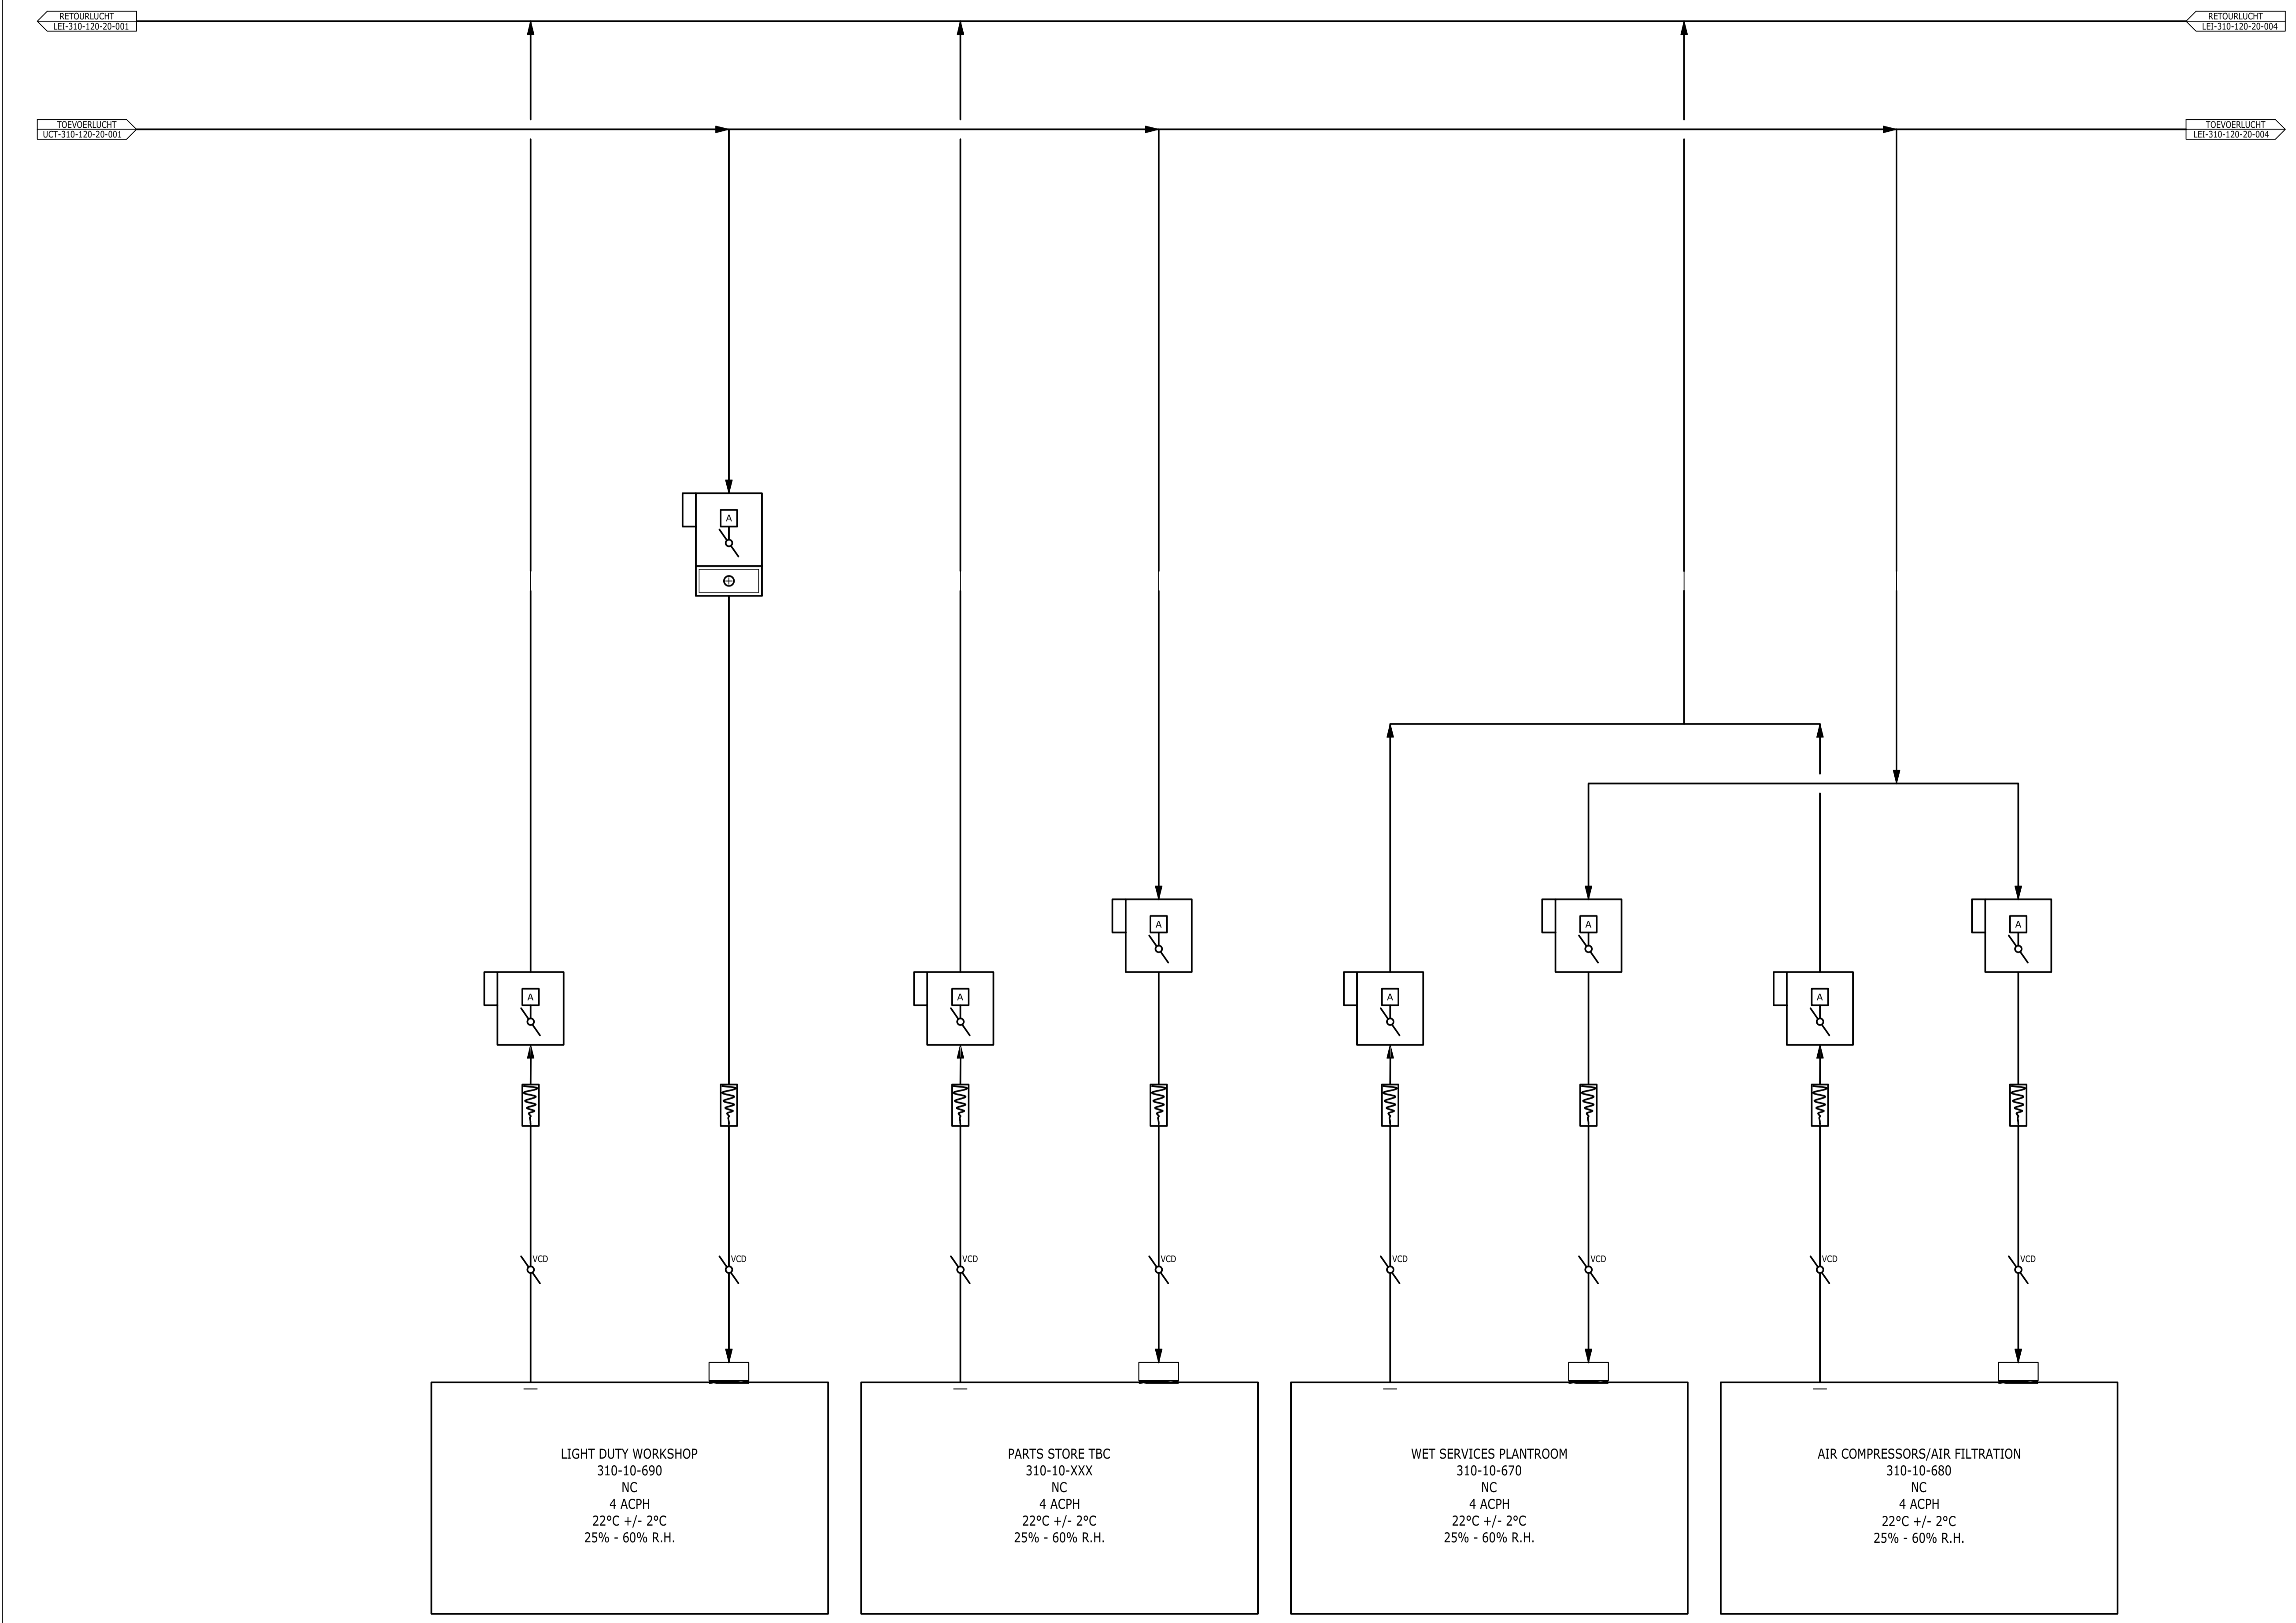 RETOURLUCHT
LEI-310-120-20-001
RETOURLUCHT
LEI-310-120-20-004
TOEVOERLUCHT
UCT-310-120-20-001
TOEVOERLUCHT
LEI-310-120-20-004
A
A
A
A
A
A
A
A
VCD
VCD
VCD
VCD
VCD
VCD
VCD
VCD
LIGHT DUTY WORKSHOP
310-10-690
NC
4 ACPH
22°C +/- 2°C
25% - 60% R.H.
PARTS STORE TBC
310-10-XXX
NC
4 ACPH
22°C +/- 2°C
25% - 60% R.H.
WET SERVICES PLANTROOM
310-10-670
NC
4 ACPH
22°C +/- 2°C
25% - 60% R.H.
AIR COMPRESSORS/AIR FILTRATION
310-10-680
NC
4 ACPH
22°C +/- 2°C
25% - 60% R.H.